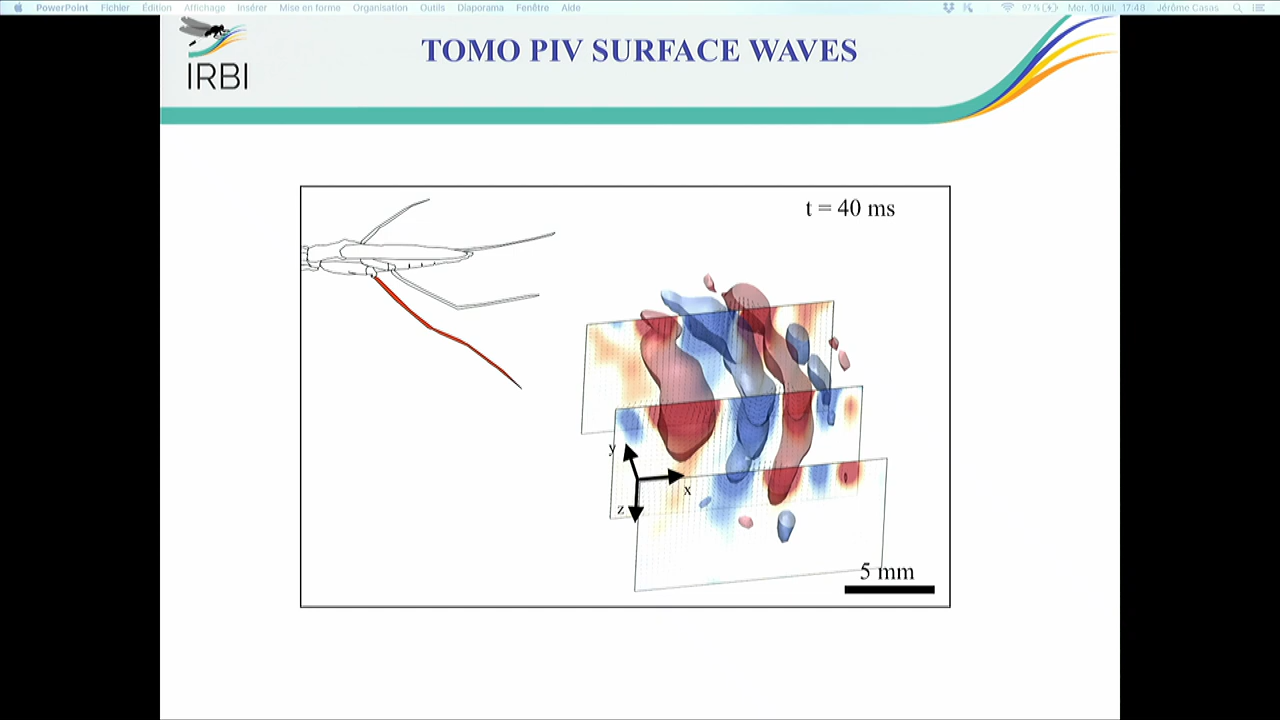 PowerPoint Fichier Édition Affichage Insérer Mise en forme Organisation Outils Diaporama Fenêtre Aide 97 % Mer. 10 juil. 17:48 Jérôme Casas
IRBI
TOMO PIV SURFACE WAVES
t = 40 ms
y
x
z
5 mm